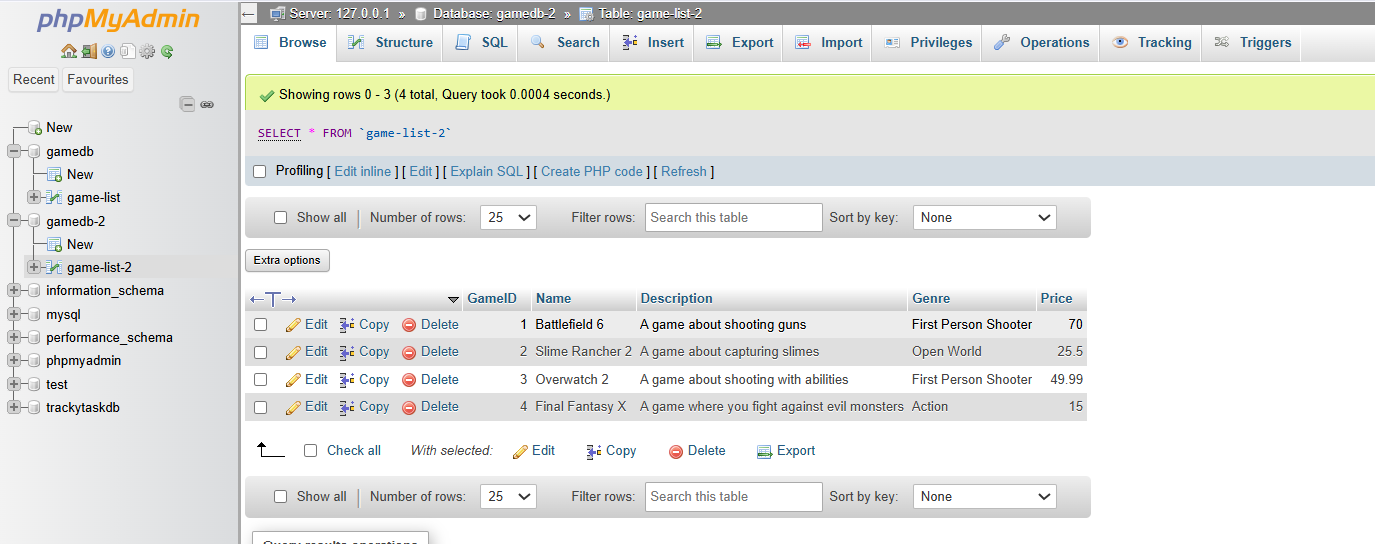 phpMyAdmin
Recent Favourites
New
gamedb
New
game-list
gamedb-2
New
game-list-2
information_schema
mysql
performance_schema
phpmyadmin
test
trackytaskdb
Server: 127.0.0.1 » Database: gamedb-2 » Table: game-list-2
Browse Structure SQL Search Insert Export Import Privileges Operations Tracking Triggers
Showing rows 0 - 3 (4 total, Query took 0.0004 seconds.)
SELECT * FROM `game-list-2`
Profiling [ Edit inline ] [ Edit ] [ Explain SQL ] [ Create PHP code ] [ Refresh ]
Show all | Number of rows: 25 Filter rows: Search this table Sort by key: None
Extra options
GameID Name Description Genre Price
Edit Copy Delete 1 Battlefield 6 A game about shooting guns First Person Shooter 70
Edit Copy Delete 2 Slime Rancher 2 A game about capturing slimes Open World 25.5
Edit Copy Delete 3 Overwatch 2 A game about shooting with abilities First Person Shooter 49.99
Edit Copy Delete 4 Final Fantasy X A game where you fight against evil monsters Action 15
Check all With selected: Edit Copy Delete Export
Show all | Number of rows: 25 Filter rows: Search this table Sort by key: None
Query results operations